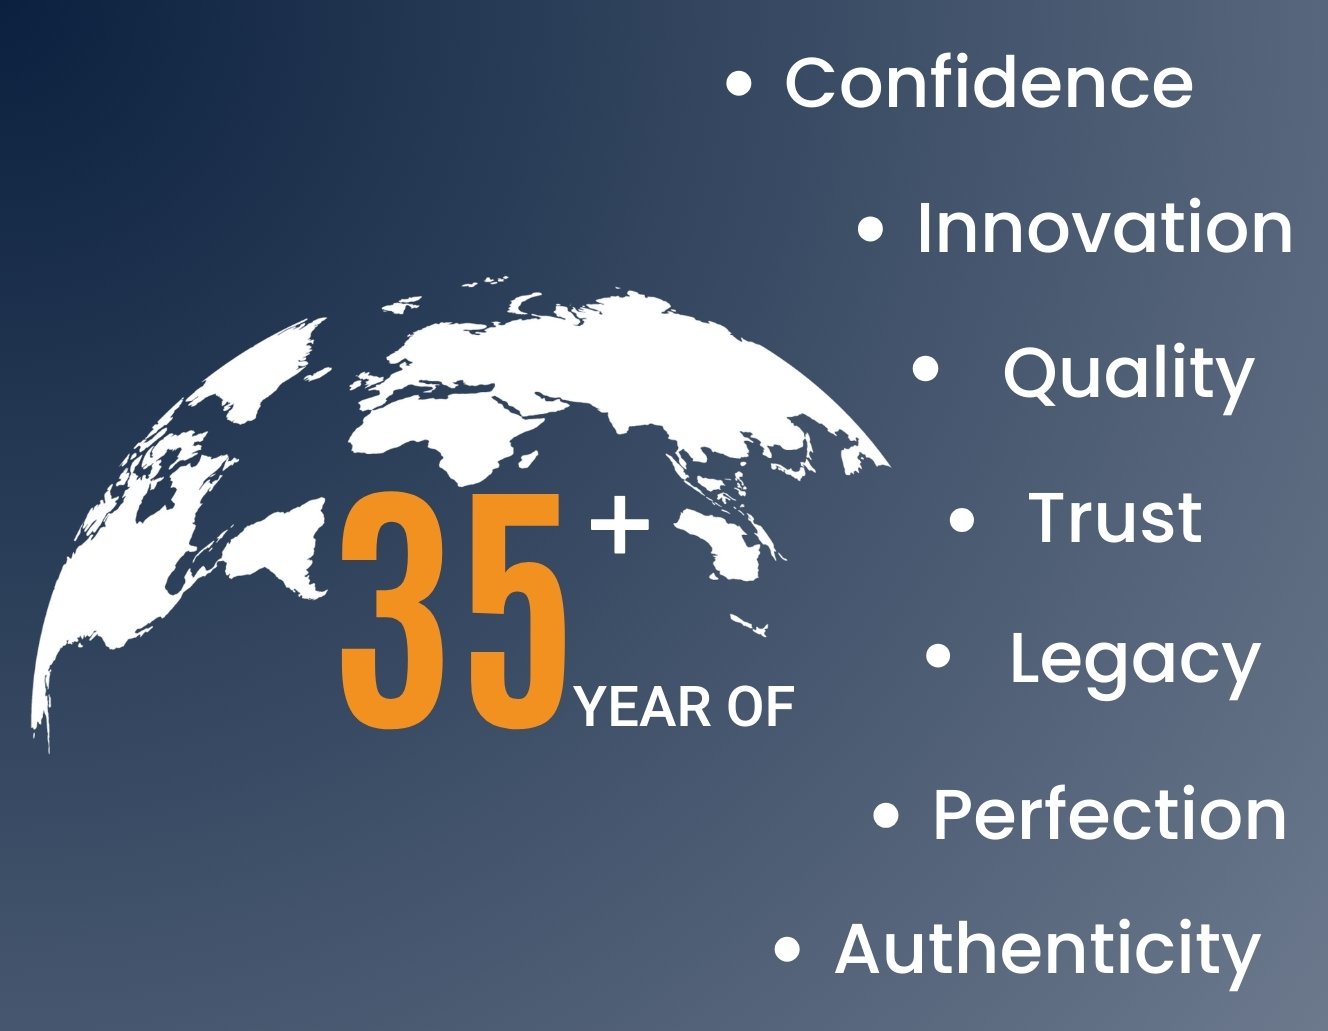 35+
YEAR OF
• Confidence
• Innovation
• Quality
• Trust
• Legacy
• Perfection
• Authenticity